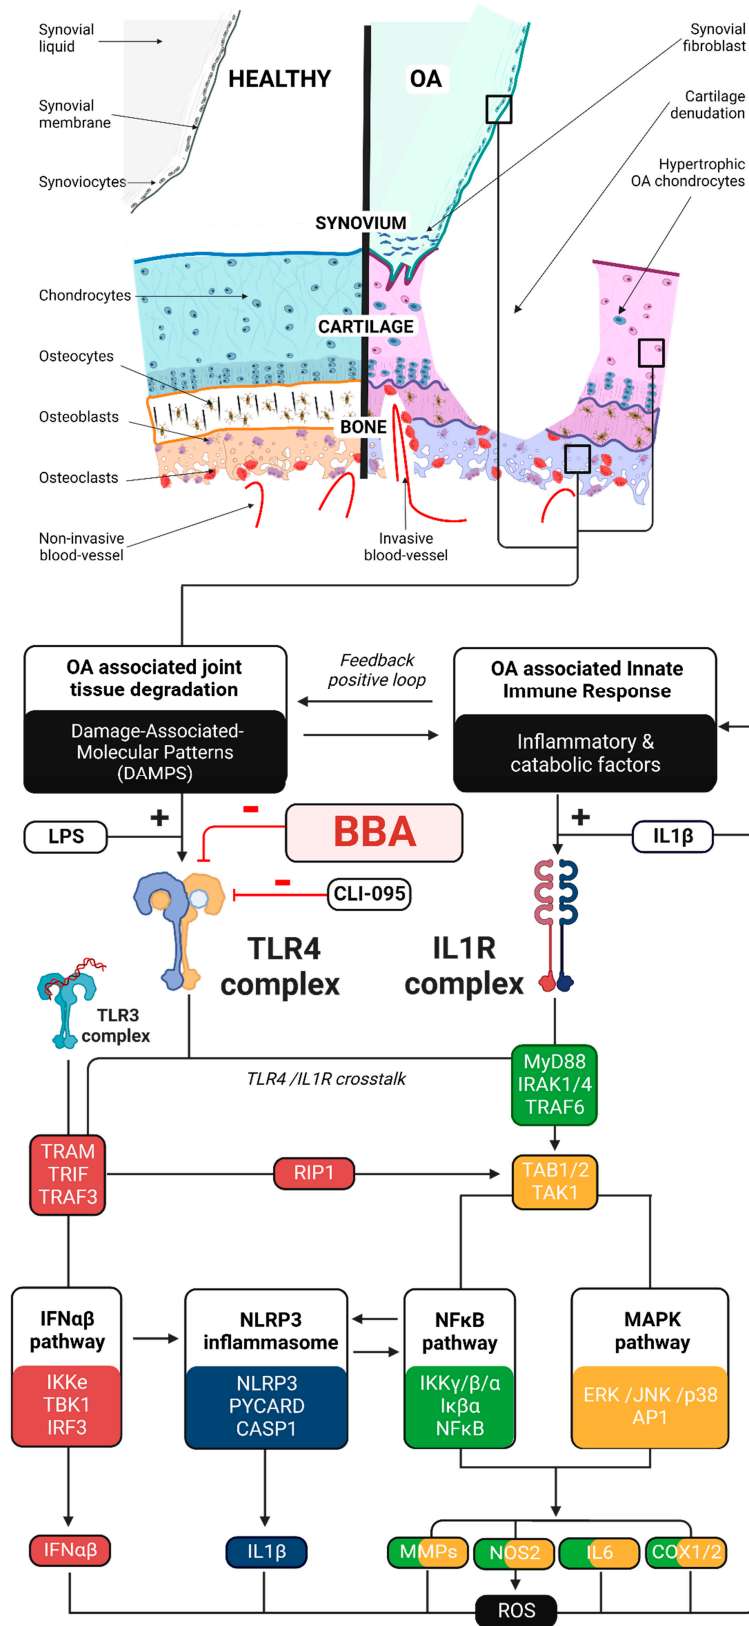 Synovial
liquid
HEALTHY
OA
Synovial
fibroblast
Synovial
membrane
Cartilage
denudation
Synoviocytes
Hypertrophic
OA chondrocytes
SYNOVIUM
Chondrocytes
CARTILAGE
Osteocytes
Osteoblasts
BONE
Osteoclasts
Non-invasive
blood-vessel
Invasive
blood-vessel
OA associated joint
tissue degradation
Damage-Associated-
Molecular Patterns
(DAMPS)
Feedback
positive loop
OA associated Innate
Immune Response
Inflammatory &
catabolic factors
+
-
+
LPS
BBA
IL1β
-
CLI-095
TLR4
complex
IL1R
complex
TLR3
complex
TLR4 /IL1R crosstalk
MyD88
IRAK1/4
TRAF6
TRAM
TRIF
TRAF3
RIP1
TAB1/2
TAK1
IFNαβ
pathway
IKKe
TBK1
IRF3
NLRP3
inflammasome
NLRP3
PYCARD
CASP1
NFκB
pathway
IKKγ/β/α
Iκβα
NFκB
MAPK
pathway
ERK /JNK /p38
AP1
IFNαβ
IL1β
MMPs
NOS2
IL6
COX1/2
ROS